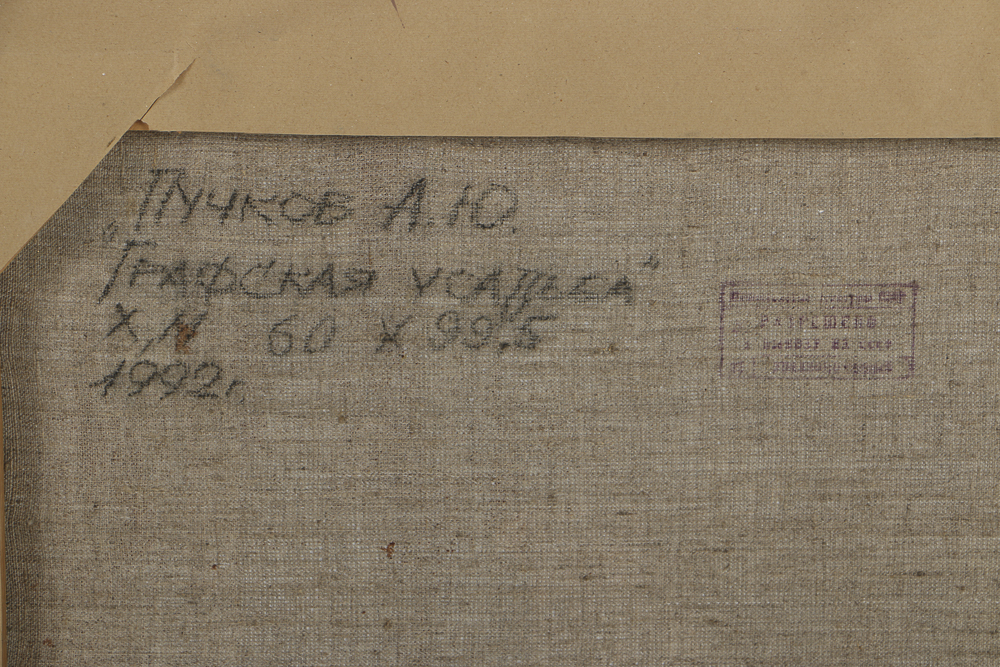 Пучков А.Ю.
"Графская усадьба"
Х,М 60 х 99.5
1992г.